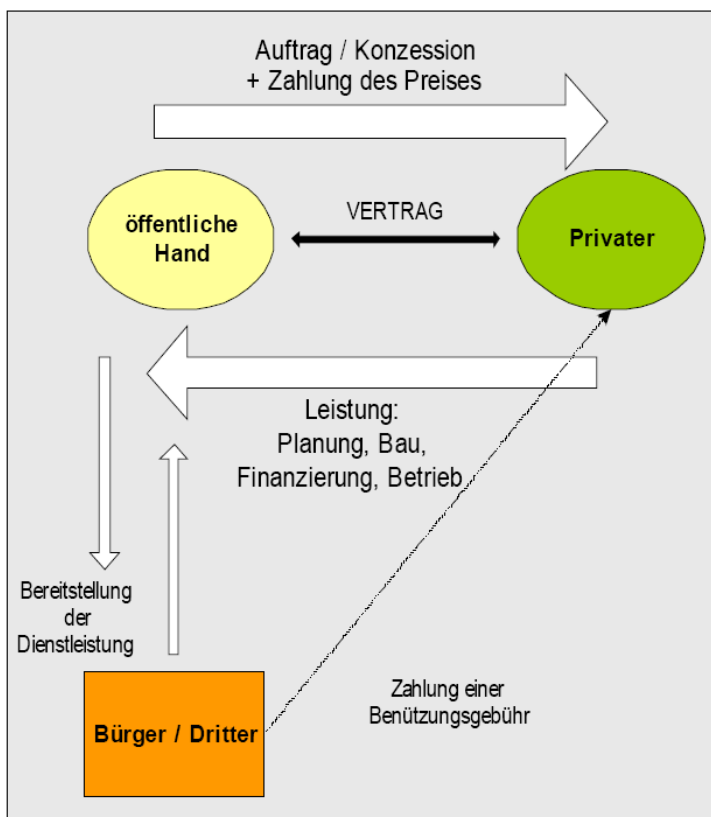 Auftrag / Konzession
+ Zahlung des Preises
öffentliche
Hand
VERTRAG
Privater
Leistung:
Planung, Bau,
Finanzierung, Betrieb
Bereitstellung
der
Dienstleistung
Bürger / Dritter
Zahlung einer
Benützungsgebühr